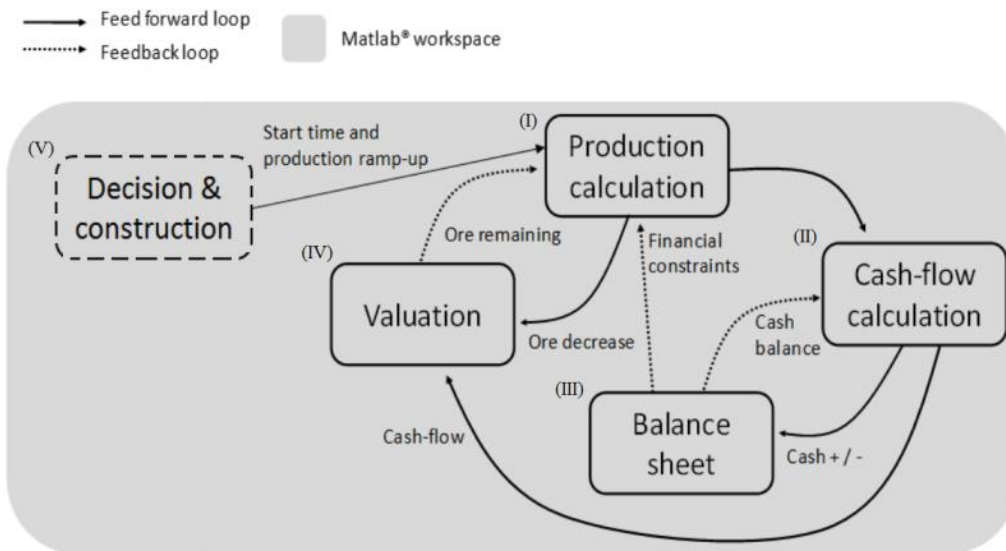 Feed forward loop
Feedback loop
Matlab® workspace
(V)
Decision &
construction
Start time and
production ramp-up
(I)
Production
calculation
Ore remaining
(IV)
Valuation
Ore decrease
Financial
constraints
(II)
Cash-flow
calculation
Cash
balance
(III)
Balance
sheet
Cash + / -
Cash-flow